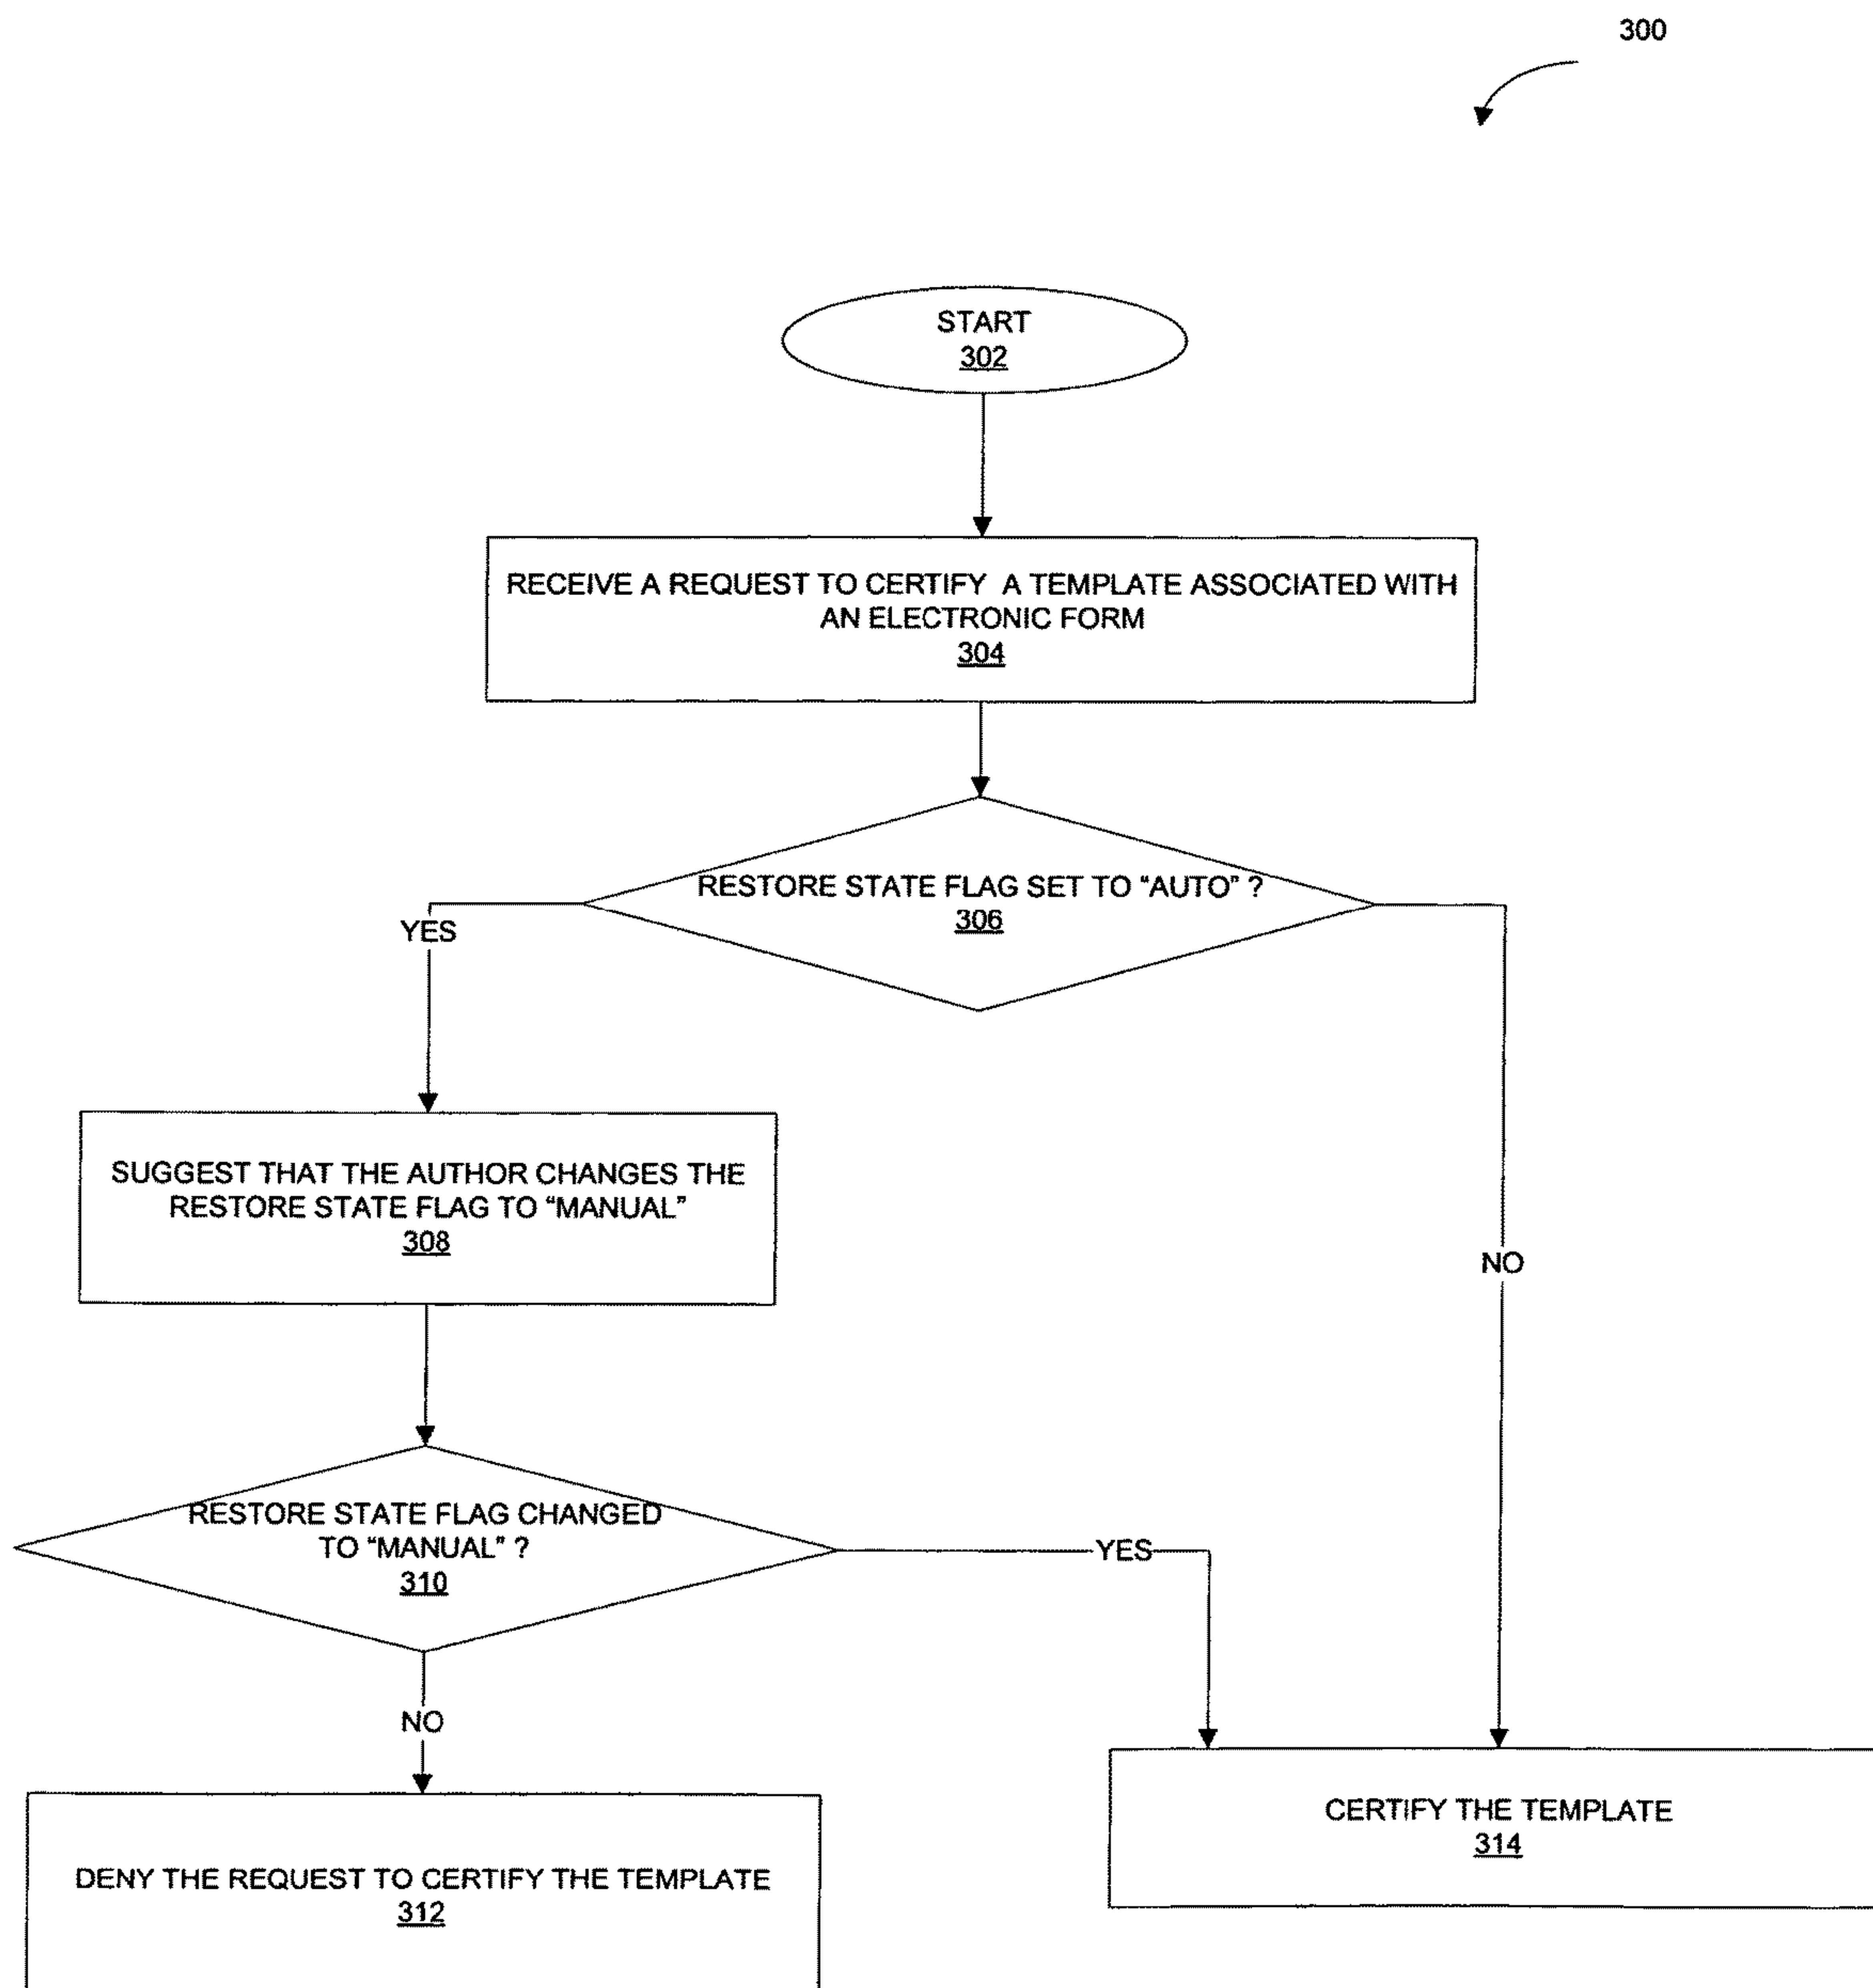 300
START
302
RECEIVE A REQUEST TO CERTIFY A TEMPLATE ASSOCIATED WITH
AN ELECTRONIC FORM
304
RESTORE STATE FLAG SET TO “AUTO” ?
306
YES
NO
SUGGEST THAT THE AUTHOR CHANGES THE
RESTORE STATE FLAG TO “MANUAL”
308
RESTORE STATE FLAG CHANGED
TO “MANUAL” ?
310
YES
NO
CERTIFY THE TEMPLATE
314
DENY THE REQUEST TO CERTIFY THE TEMPLATE
312